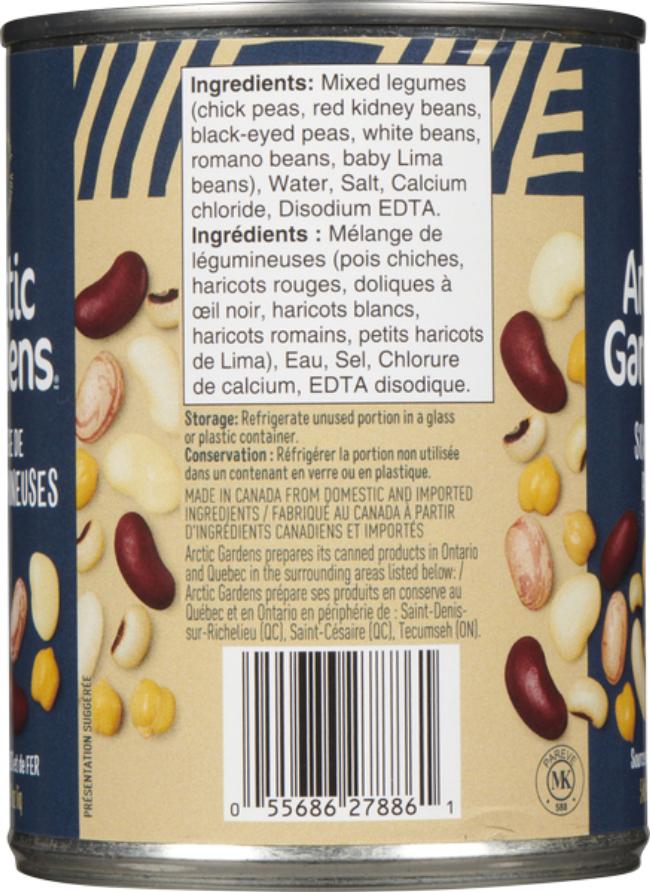 Ingredients: Mixed legumes
(chick peas, red kidney beans,
black-eyed peas, white beans,
romano beans, baby Lima
beans), Water, Salt, Calcium
chloride, Disodium EDTA.
Ingrédients : Mélange de
légumineuses (pois chiches,
haricots rouges, doliques à
œil noir, haricots blancs,
haricots romains, petits haricots
de Lima), Eau, Sel, Chlorure
de calcium, EDTA disodique.
Storage: Refrigerate unused portion in a glass
or plastic container.
Conservation : Réfrigérer la portion non utilisée
dans un contenant en verre ou en plastique.
MADE IN CANADA FROM DOMESTIC AND IMPORTED
INGREDIENTS / FABRIQUÉ AU CANADA À PARTIR
D'INGRÉDIENTS CANADIENS ET IMPORTÉS
Arctic Gardens prepares its canned products in Ontario
and Quebec in the surrounding areas listed below: /
Arctic Gardens prépare ses produits en conserve au
Québec et en Ontario en périphérie de : Saint-Denis-
sur-Richelieu (QC), Saint-Césaire (QC), Tecumseh (ON).
PRÉSENTATION SUGGÉRÉE
0 55686 27886 1
PAREVE
MK
588
tic
ens
E DE
NEUSES
et de FER
Ar
Gar